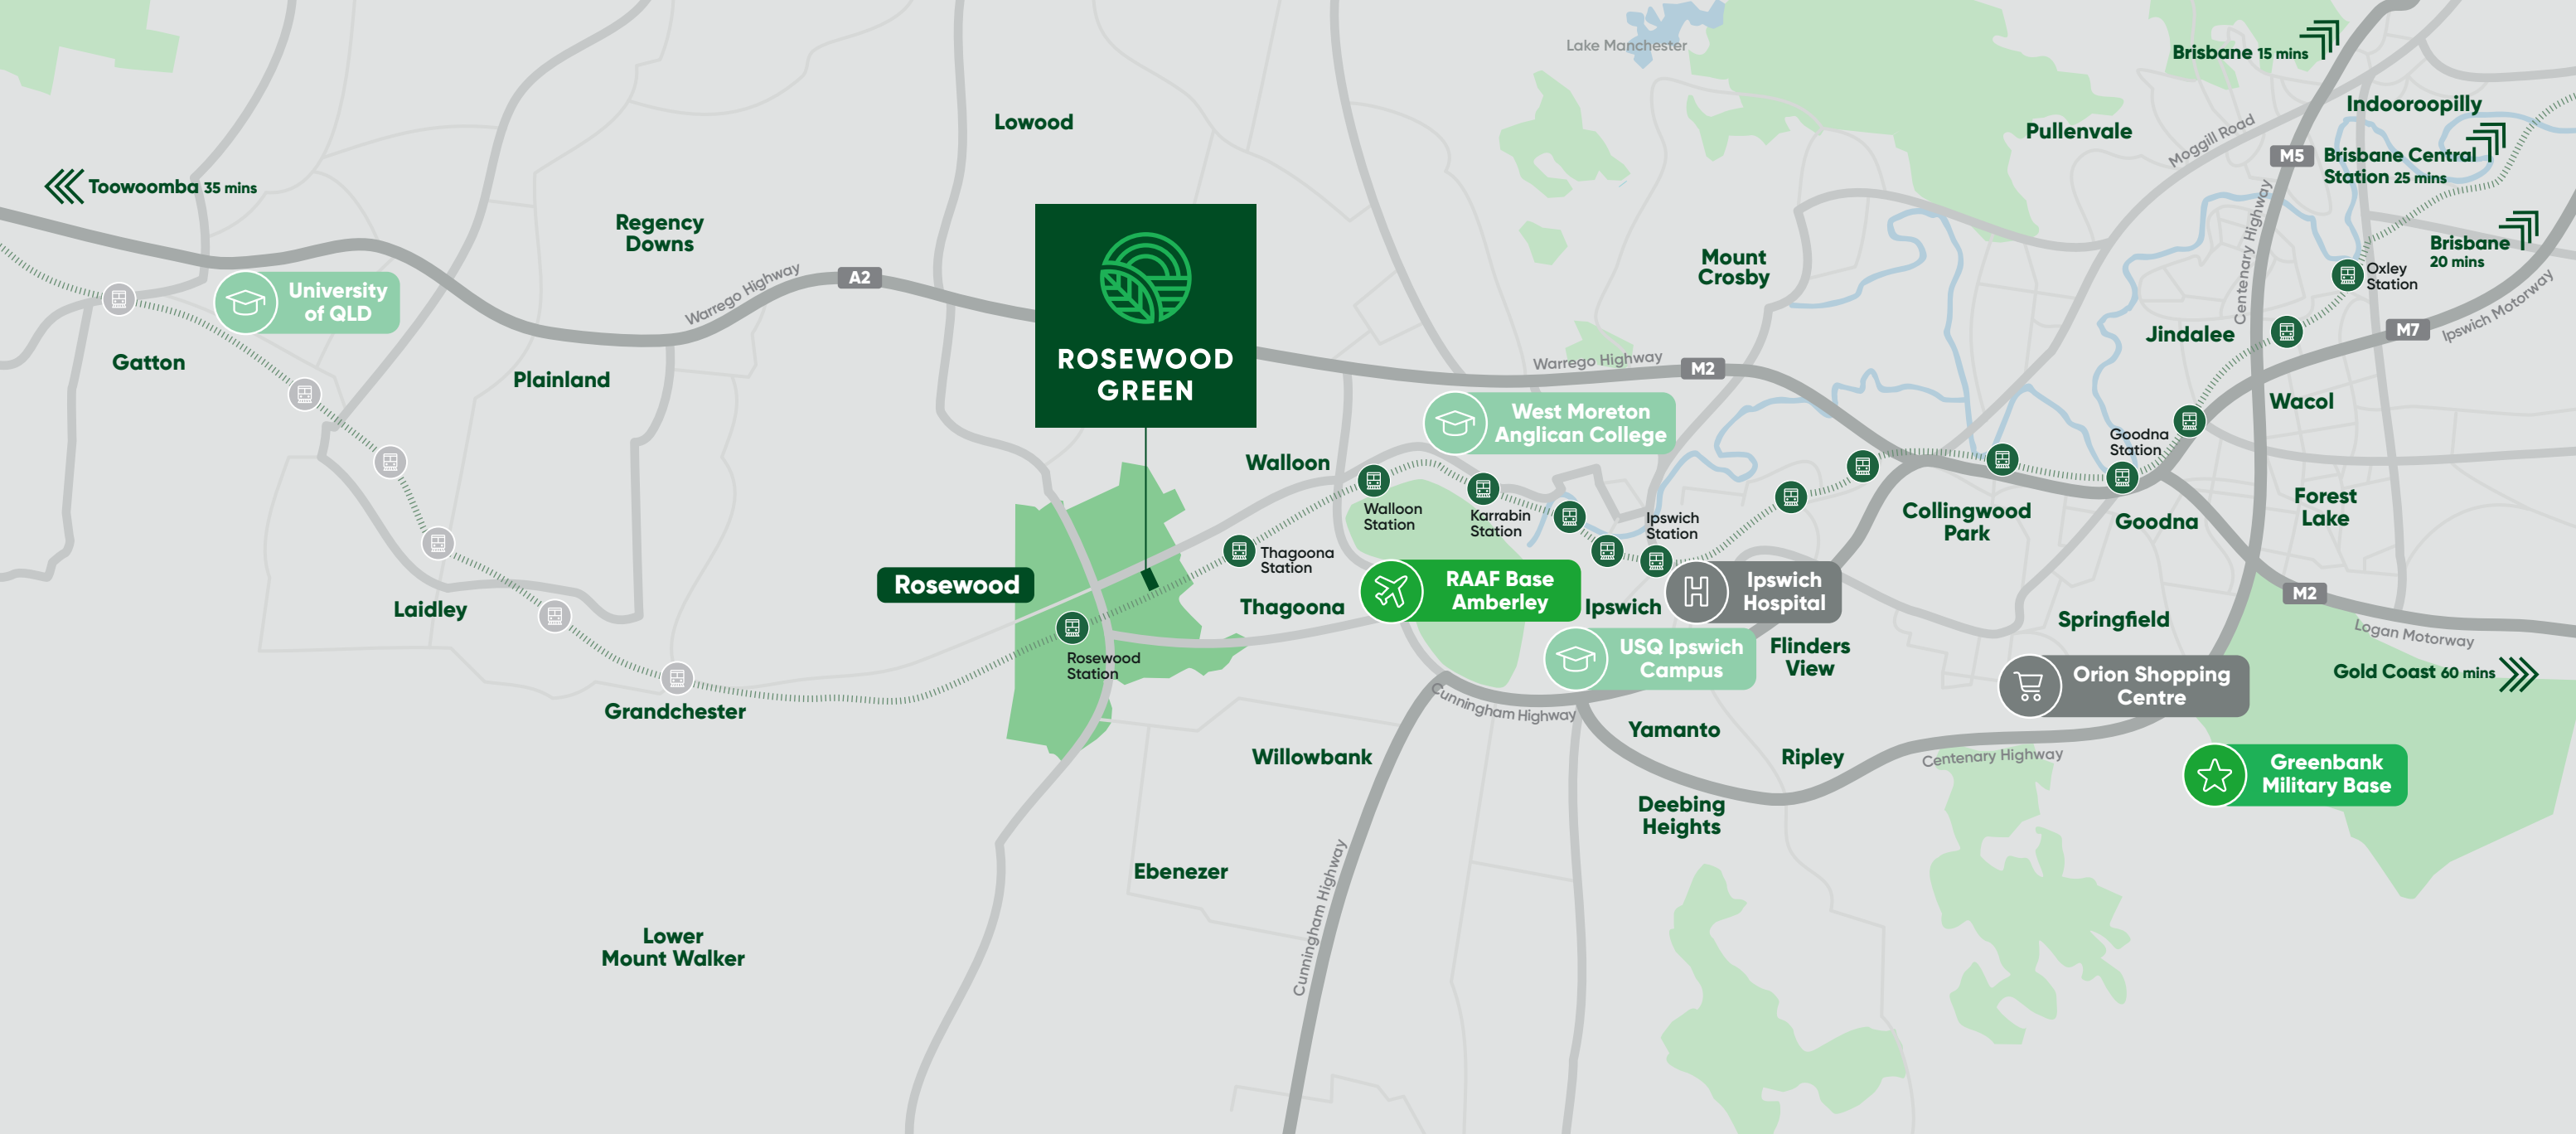 Lake Manchester
Brisbane 15 mins
Indooroopilly
Lowood
Pullenvale
Moggill Road
M5
Brisbane Central
Station 25 mins
Toowoomba 35 mins
Regency
Downs
Centenary Highway
Brisbane
20 mins
Mount
Crosby
Oxley
Station
Warrego Highway
A2
University
of QLD
ROSEWOOD
GREEN
Jindalee
M7
Ipswich Motorway
Gatton
Plainland
Warrego Highway
M2
Wacol
West Moreton
Anglican College
Goodna
Station
Walloon
Walloon
Station
Karrabin
Station
Ipswich
Station
Collingwood
Park
Goodna
Forest
Lake
Thagoona
Station
Rosewood
RAAF Base
Amberley
Ipswich
Hospital
M2
Laidley
Thagoona
Ipswich
Springfield
Logan Motorway
USQ Ipswich
Campus
Flinders
View
Rosewood
Station
Gold Coast 60 mins
Orion Shopping
Centre
Grandchester
Cunningham Highway
Yamanto
Willowbank
Ripley
Centenary Highway
Greenbank
Military Base
Deebing
Heights
Ebenezer
Cunningham Highway
Lower
Mount Walker